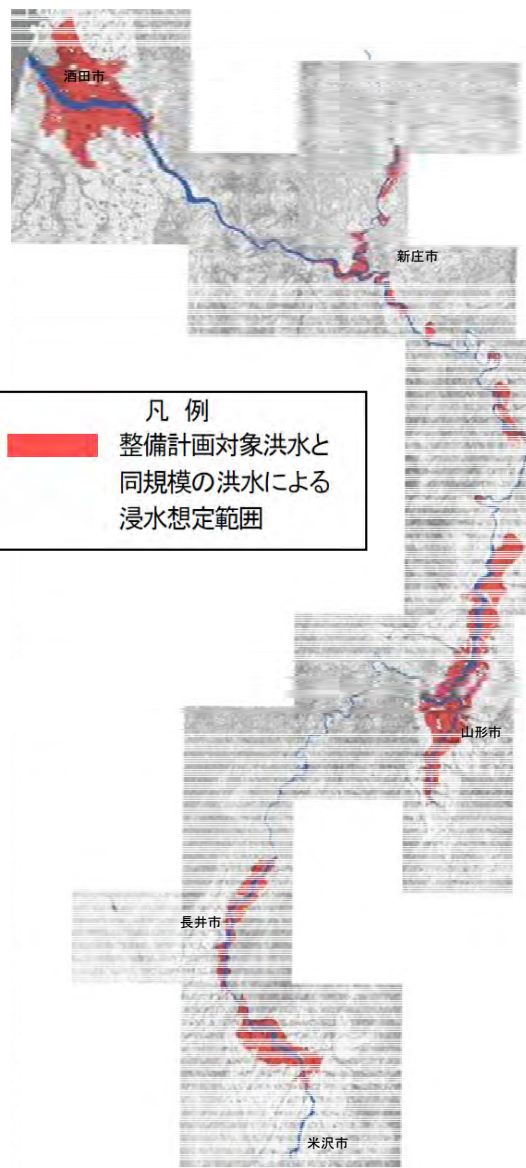 酒田市
新庄市
凡例
整備計画対象洪水と
同規模の洪水による
浸水想定範囲
山形市
長井市
米沢市